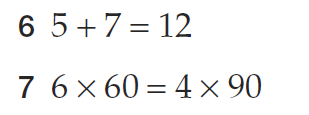 6 5 + 7 = 12
7 6 × 60 = 4 × 90